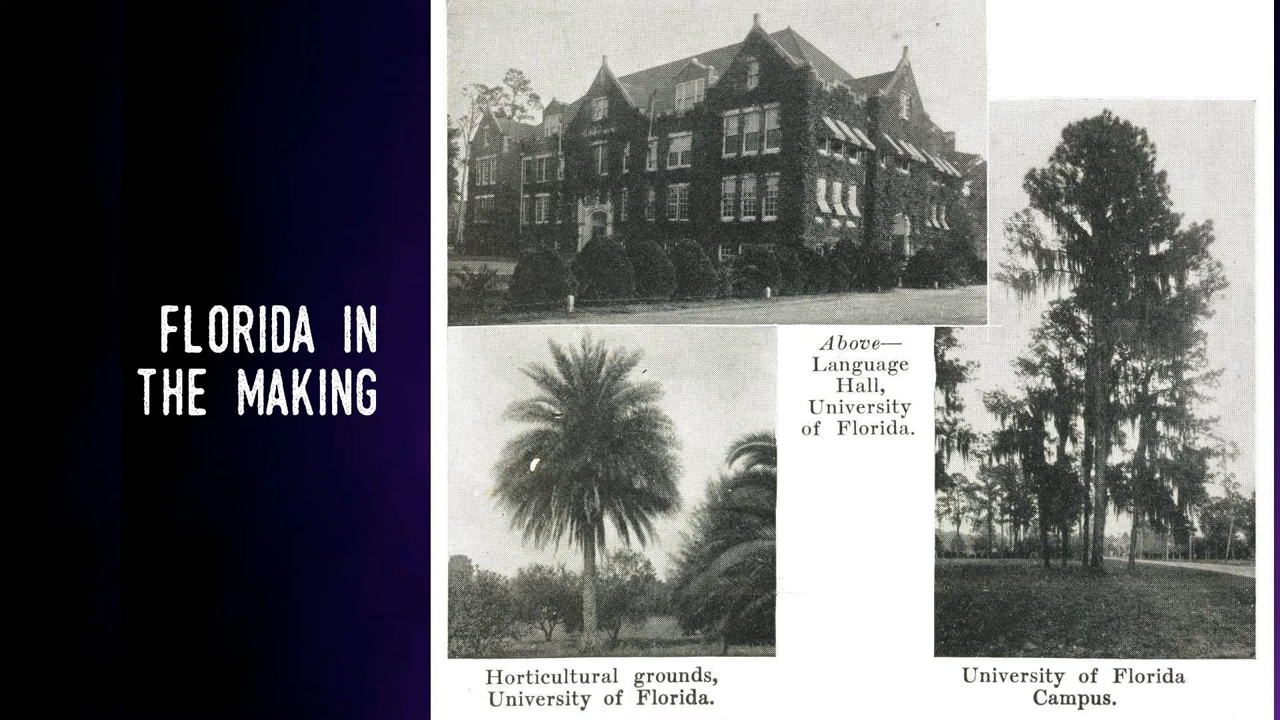 FLORIDA IN
THE MAKING
Above—
Language
Hall,
University
of Florida.
Horticultural grounds,
University of Florida.
University of Florida
Campus.